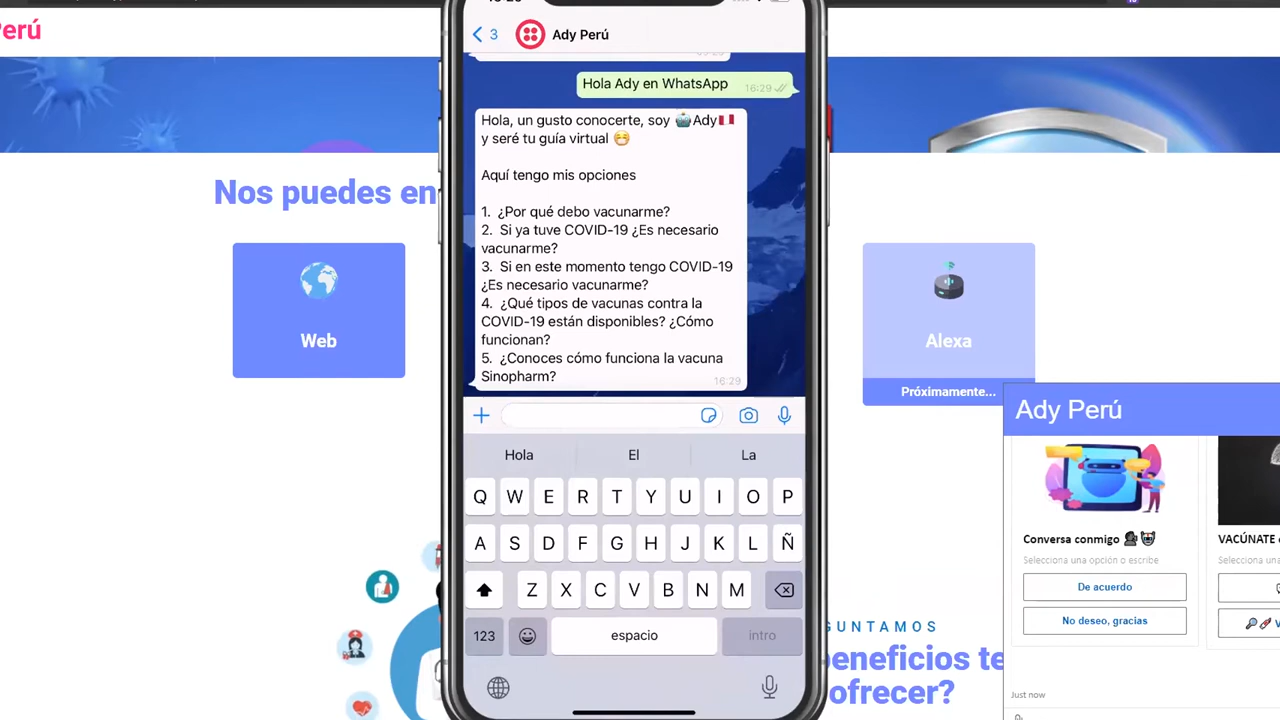 Perú
3
Ady Perú
Hola Ady en WhatsApp
16:29
Hola, un gusto conocerte, soy 🤖Ady🇵🇪
y seré tu guía virtual 😷
Aquí tengo mis opciones
1. ¿Por qué debo vacunarme?
2. Si ya tuve COVID-19 ¿Es necesario
vacunarme?
3. Si en este momento tengo COVID-19
¿Es necesario vacunarme?
4. ¿Qué tipos de vacunas contra la
COVID-19 están disponibles? ¿Cómo
funcionan?
5. ¿Conoces cómo funciona la vacuna
Sinopharm?
16:29
Hola
El
La
Q W E R T Y U I O P
A S D F G H J K L Ñ
Z X C V B N M
123
espacio
intro
Nos puedes en
Web
Alexa
Próximamente...
GUNTAMOS
beneficios te
ofrecer?
Ady Perú
Conversa conmigo
Selecciona una opción o escribe
De acuerdo
No deseo, gracias
VACÚNATE
Just now